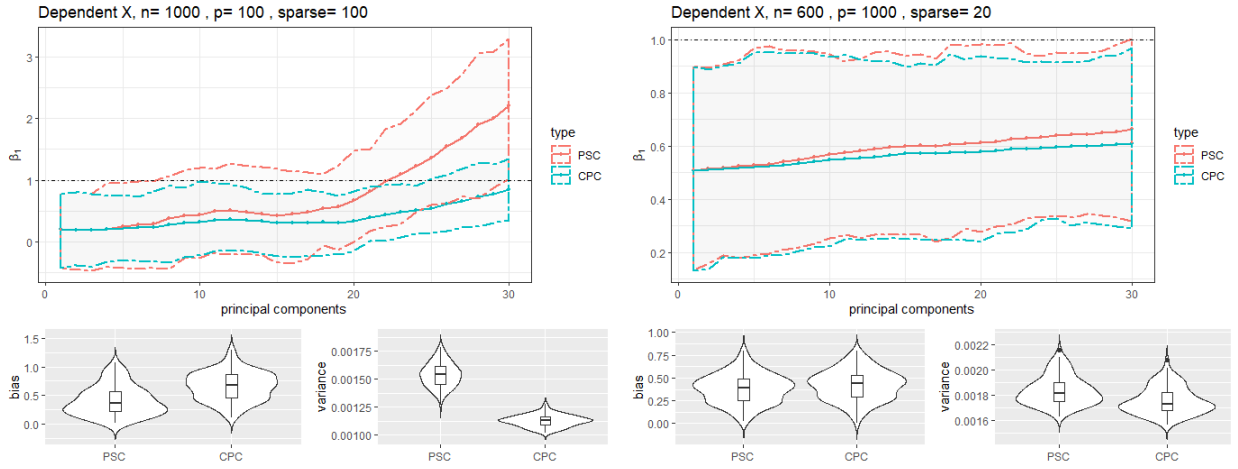 Dependent X, n= 1000 , p= 100 , sparse= 100
3
2
1
0
β1
0
10
20
30
principal components
type
PSC
CPC
Dependent X, n= 600 , p= 1000 , sparse= 20
1.0
0.8
0.6
0.4
0.2
β1
0
10
20
30
principal components
type
PSC
CPC
1.5
1.0
0.5
0.0
bias
PSC
CPC
0.00175
0.00150
0.00125
0.00100
variance
PSC
CPC
1.00
0.75
0.50
0.25
0.00
bias
PSC
CPC
0.0022
0.0020
0.0018
0.0016
variance
PSC
CPC